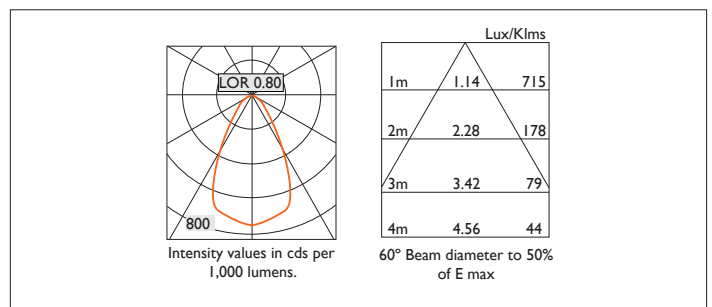 LOR 0.80
800
Intensity values in cds per
1,000 lumens.
Lux/Klms
1m 1.14 715
2m 2.28 178
3m 3.42 79
4m 4.56 44
60º Beam diameter to 50%
of E max